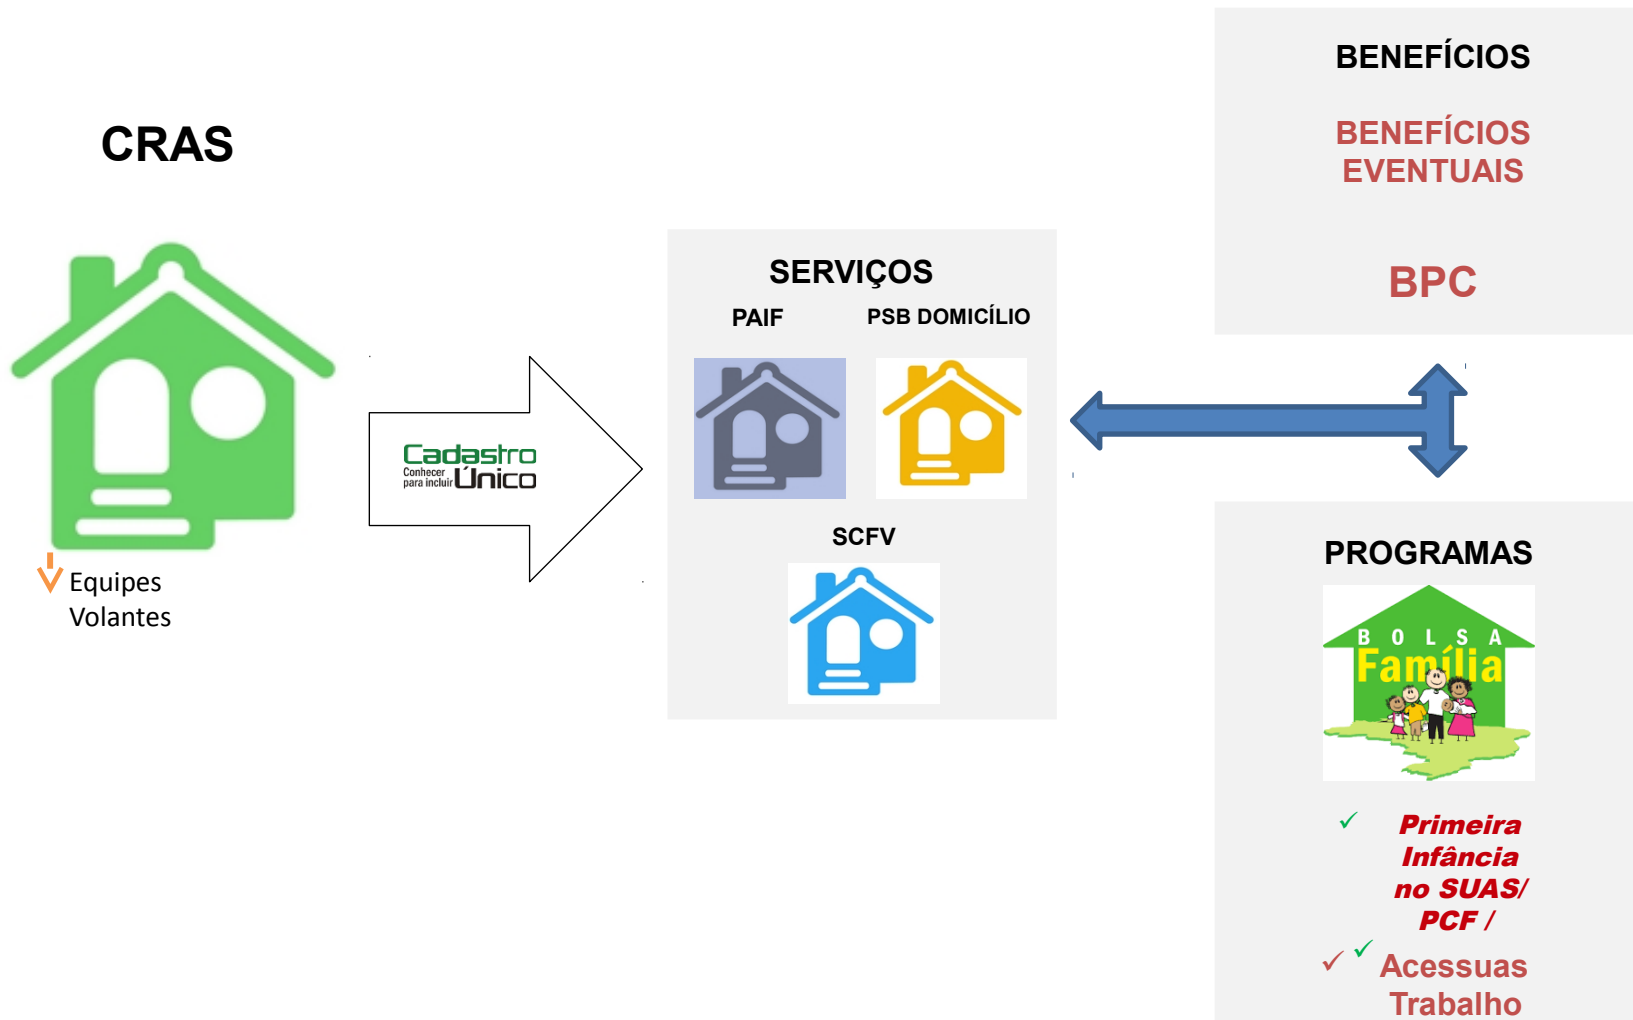 CRAS
Equipes
Volantes
Cadastro
Conhecer
para incluir Único
SERVIÇOS
PAIF
PSB DOMICÍLIO
SCFV
BENEFÍCIOS
BENEFÍCIOS
EVENTUAIS
BPC
PROGRAMAS
BOLSA
Família
Primeira
Infância
no SUAS/
PCF /
Acessuas
Trabalho